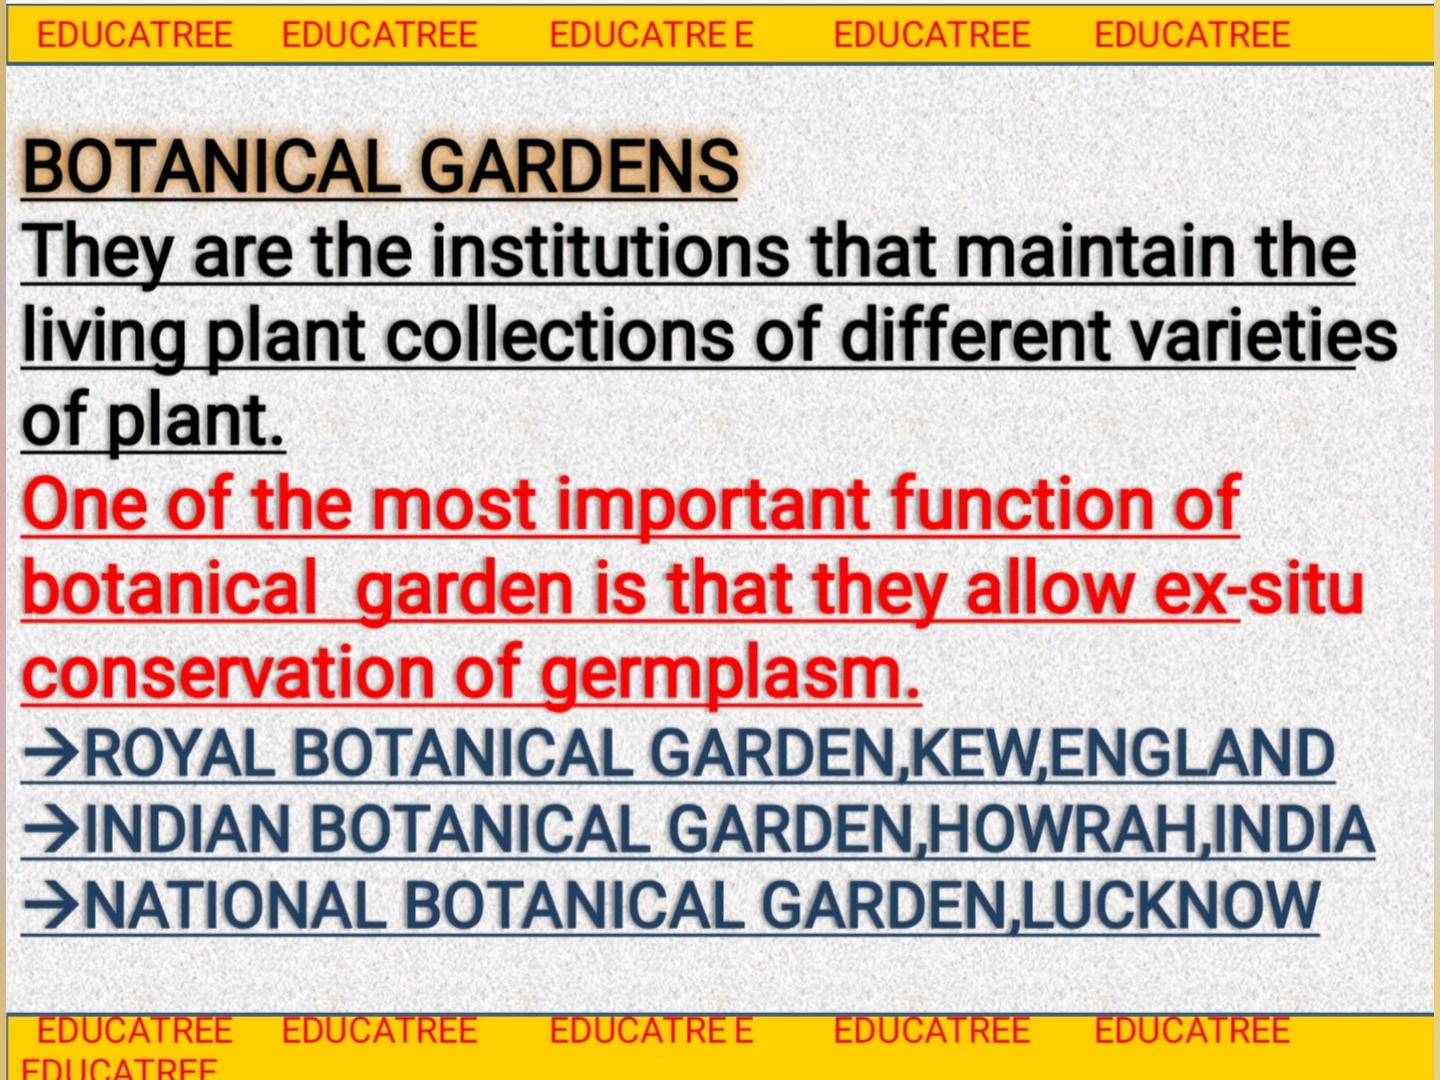 EDUCATREE EDUCATREE EDUCATRE E EDUCATREE EDUCATREE
BOTANICAL GARDENS
They are the institutions that maintain the
living plant collections of different varieties
of plant.
One of the most important function of
botanical  garden is that they allow ex-situ
conservation of germplasm.
→ROYAL BOTANICAL GARDEN,KEW,ENGLAND
→INDIAN BOTANICAL GARDEN,HOWRAH,INDIA
→NATIONAL BOTANICAL GARDEN,LUCKNOW
EDUCATREE EDUCATREE EDUCATRE E EDUCATREE EDUCATREE
EDUCATREE